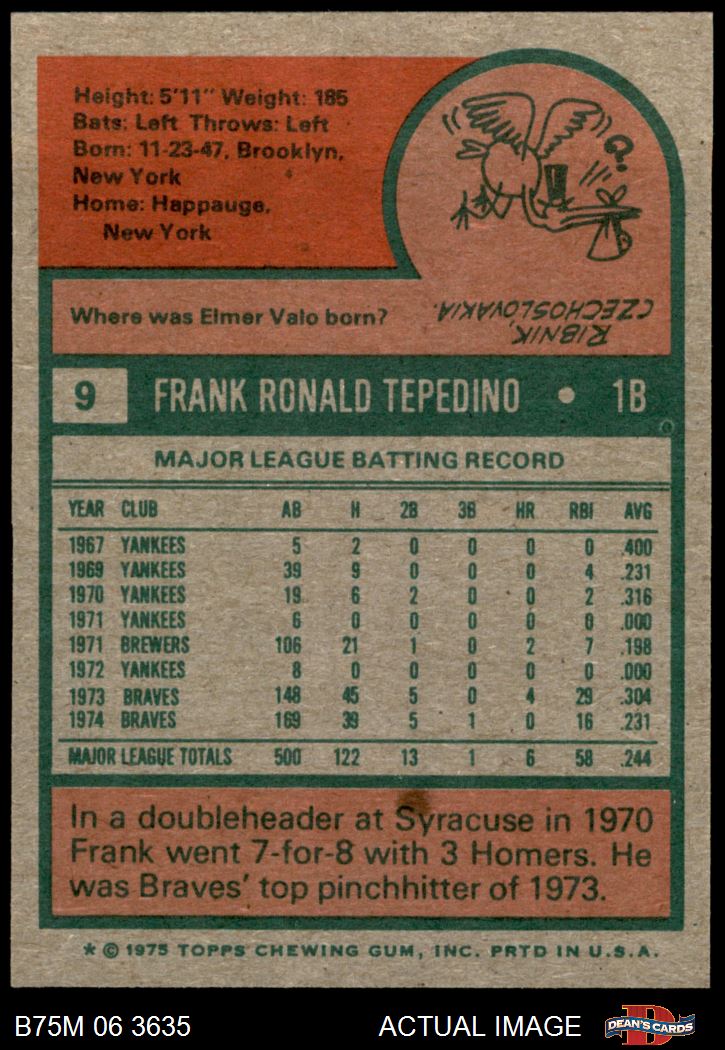 Height: 5'11" Weight: 185
Bats: Left Throws: Left
Born: 11-23-47, Brooklyn,
New York
Home: Happauge,
New York
?
Where was Elmer Valo born?
RIBNIK,
CZECHOSLOVAKIA.
9 FRANK RONALD TEPEDINO • 1B
MAJOR LEAGUE BATTING RECORD
YEAR CLUB AB H 2B 3B HR RBI AVG
1967 YANKEES 5 2 0 0 0 0 .400
1969 YANKEES 39 9 0 0 0 4 .231
1970 YANKEES 19 6 2 0 0 2 .316
1971 YANKEES 6 0 0 0 0 0 .000
1971 BREWERS 106 21 1 0 2 7 .198
1972 YANKEES 8 0 0 0 0 0 .000
1973 BRAVES 148 45 5 0 4 29 .304
1974 BRAVES 169 39 5 1 0 16 .231
MAJOR LEAGUE TOTALS 500 122 13 1 6 58 .244
In a doubleheader at Syracuse in 1970
Frank went 7-for-8 with 3 Homers. He
was Braves' top pinchhitter of 1973.
* © 1975 TOPPS CHEWING GUM, INC. PRTD IN U.S.A.
B75M 06 3635 ACTUAL IMAGE D DEAN'S CARDS